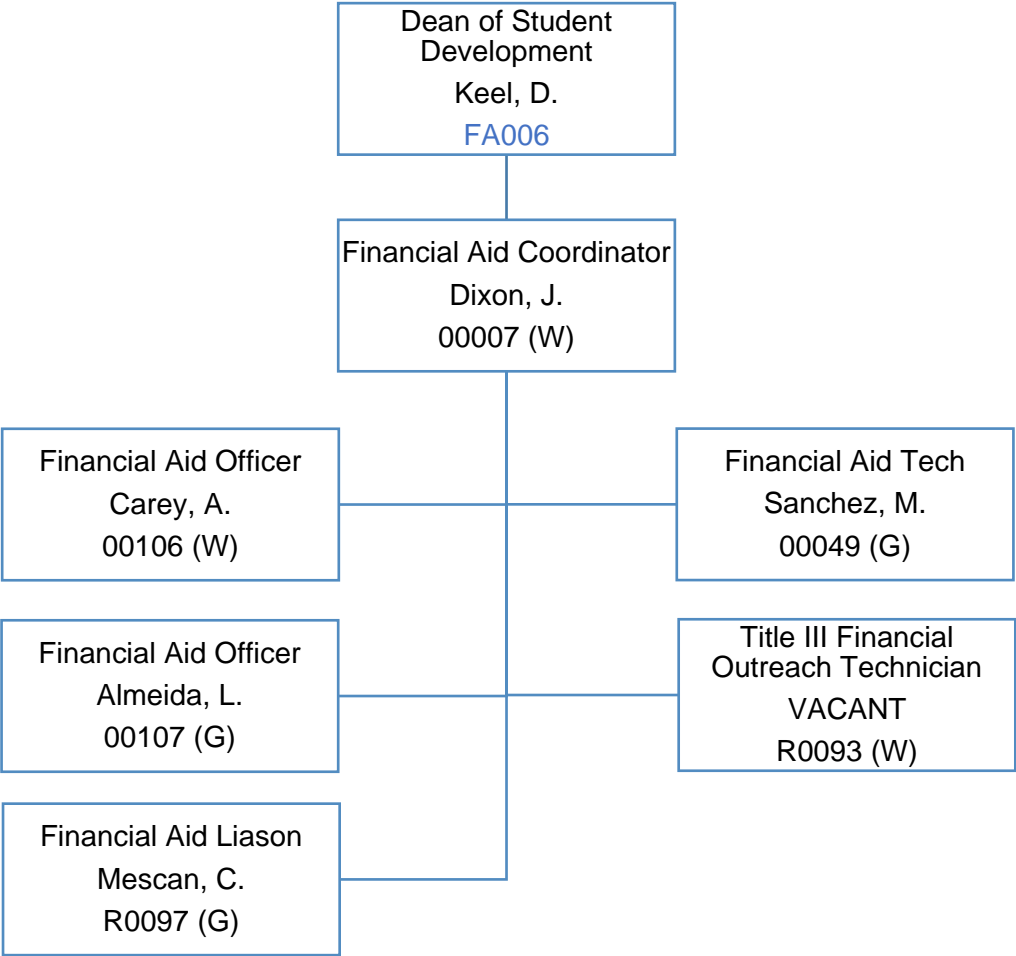 Dean of Student
Development
Keel, D.
FA006
Financial Aid Coordinator
Dixon, J.
00007 (W)
Financial Aid Officer
Carey, A.
00106 (W)
Financial Aid Tech
Sanchez, M.
00049 (G)
Financial Aid Officer
Almeida, L.
00107 (G)
Title III Financial
Outreach Technician
VACANT
R0093 (W)
Financial Aid Liason
Mescan, C.
R0097 (G)